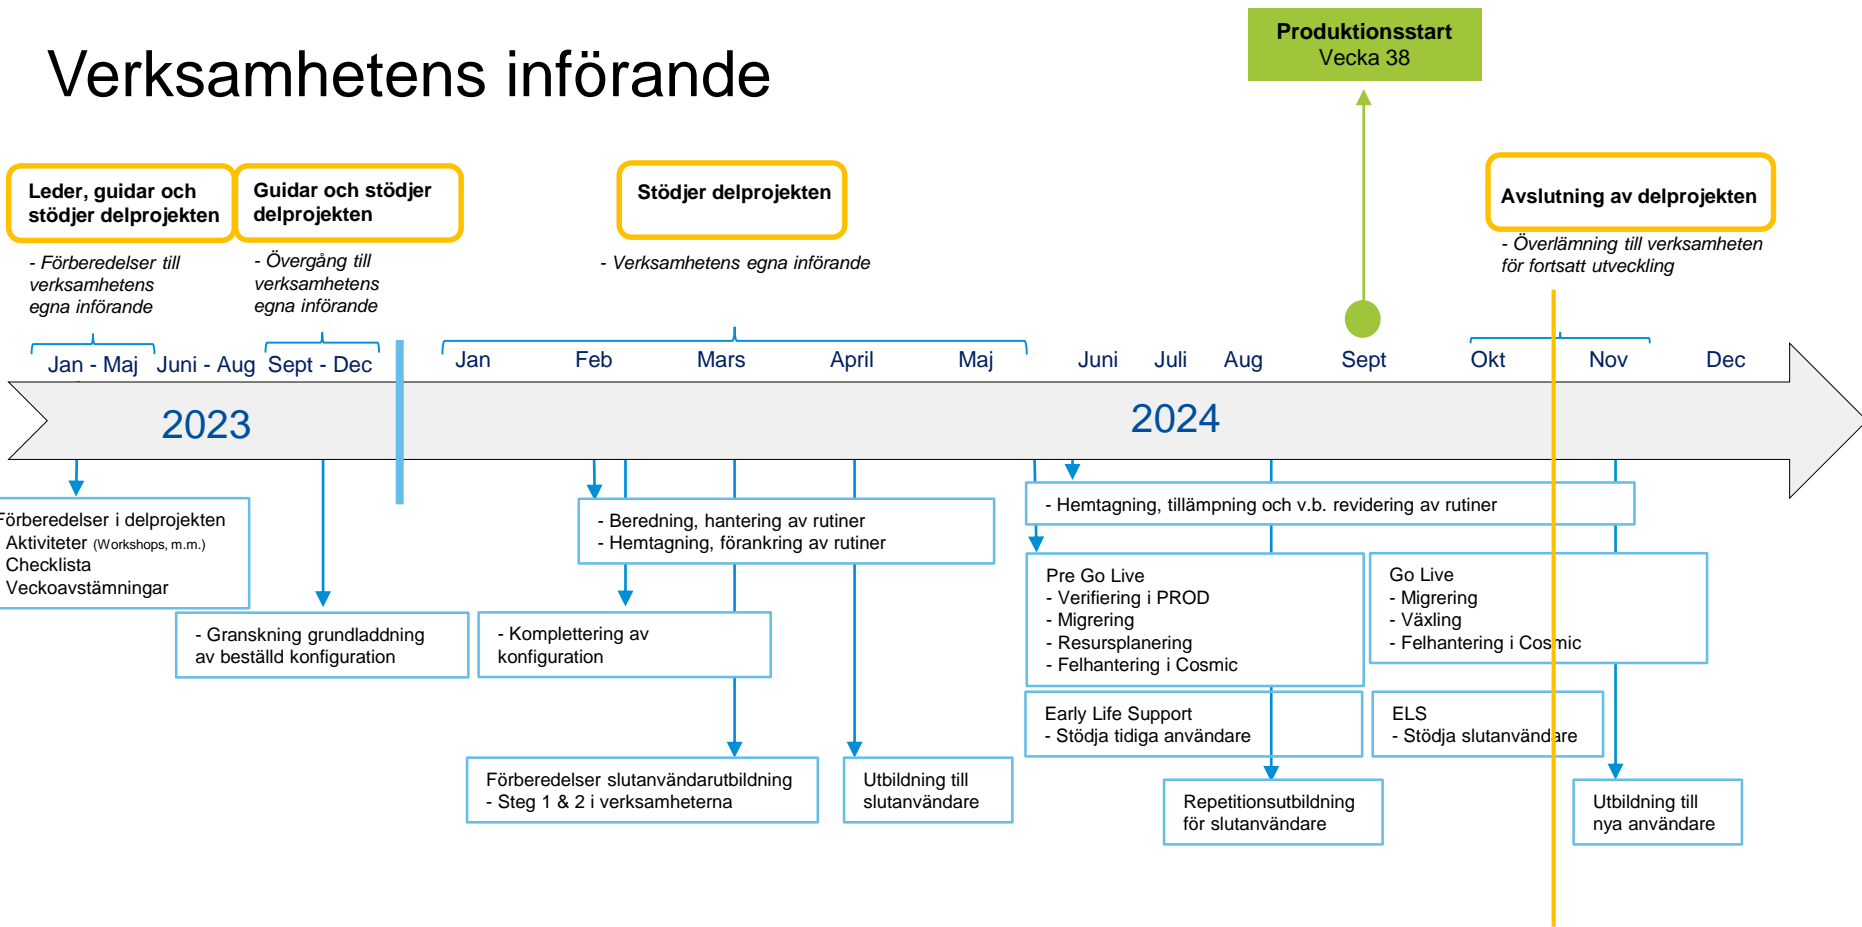 Verksamhetens införande
Produktionsstart
Vecka 38
Leder, guidar och
stödjer delprojekten
- Förberedelser till
verksamhetens
egna införande
Guidar och stödjer
delprojekten
- Övergång till
verksamhetens
egna införande
Stödjer delprojekten
- Verksamhetens egna införande
Avslutning av delprojekten
- Överlämning till verksamheten
för fortsatt utveckling
Jan - Maj Juni - Aug Sept - Dec
Jan Feb Mars April Maj Juni Juli Aug Sept Okt Nov Dec
2023
2024
Förberedelser i delprojekten
Aktiviteter (Workshops, m.m.)
Checklista
Veckoavstämningar
- Granskning grundladdning
av beställd konfiguration
- Beredning, hantering av rutiner
- Hemtagning, förankring av rutiner
- Komplettering av
konfiguration
Förberedelser slutanvändarutbildning
- Steg 1 & 2 i verksamheterna
Utbildning till
slutanvändare
- Hemtagning, tillämpning och v.b. revidering av rutiner
Pre Go Live
- Verifiering i PROD
- Migrering
- Resursplanering
- Felhantering i Cosmic
Go Live
- Migrering
- Växling
- Felhantering i Cosmic
Early Life Support
- Stödja tidiga användare
ELS
- Stödja slutanvändare
Repetitionsutbildning
för slutanvändare
Utbildning till
nya användare